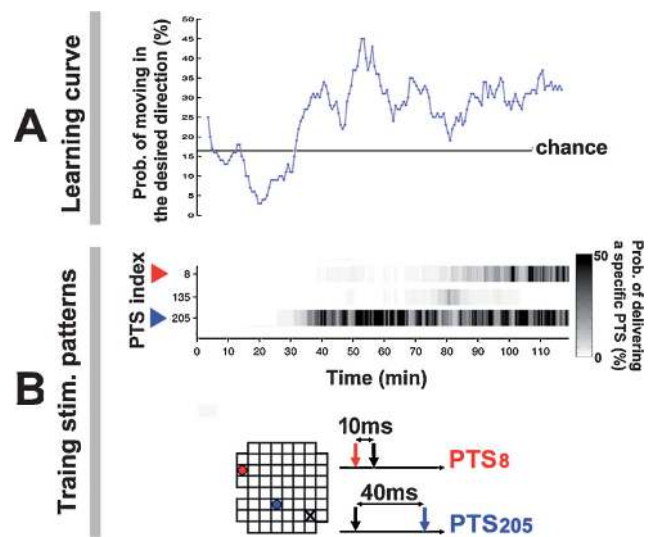 A
Learning curve
Prob. of moving in
the desired direction (%)
50
45
40
35
30
25
20
15
10
5
0
chance
B
Traing stim. patterns
PTS index
8
135
205
0
10
20
30
40
50
60
70
80
90
100
110
Time (min)
50
0
Prob. of delivering
a specific PTS (%)
10ms
PTS8
40ms
PTS205
X